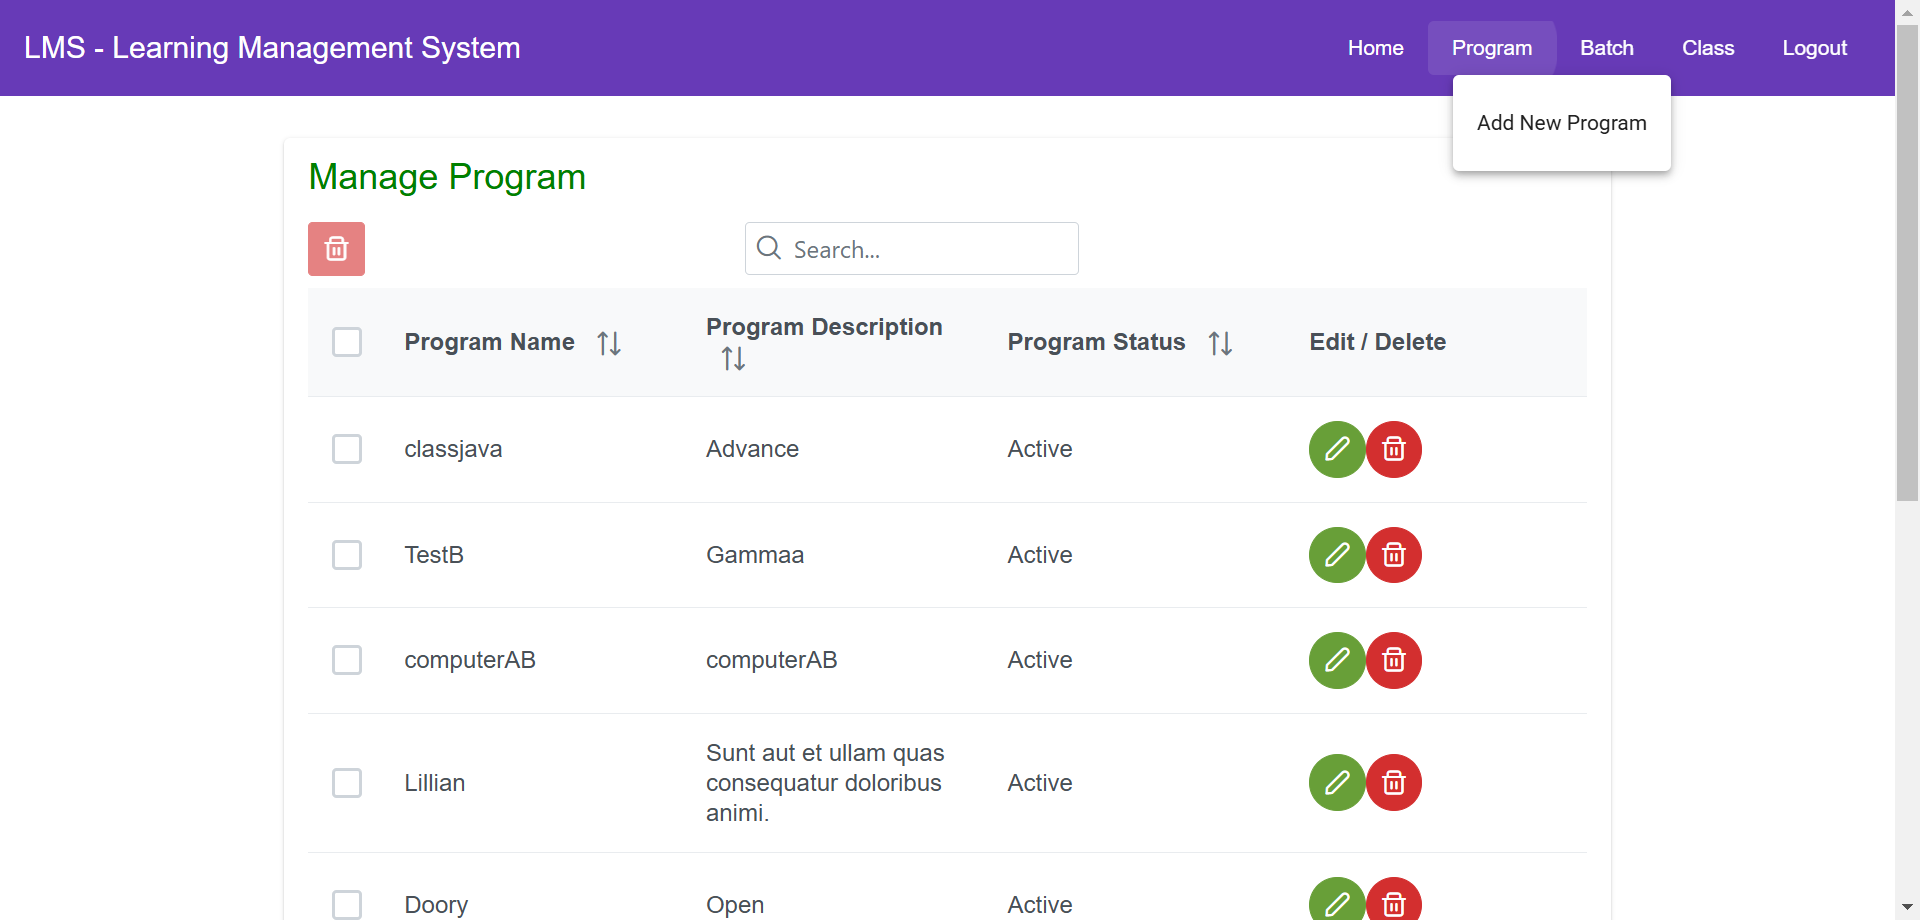 LMS - Learning Management System
Home
Program
Batch
Class
Logout
Add New Program
Manage Program
Search...
Program Name
Program Description
Program Status
Edit / Delete
classjava
Advance
Active
TestB
Gammaa
Active
computerAB
computerAB
Active
Lillian
Sunt aut et ullam quas
consequatur doloribus
animi.
Active
Doory
Open
Active